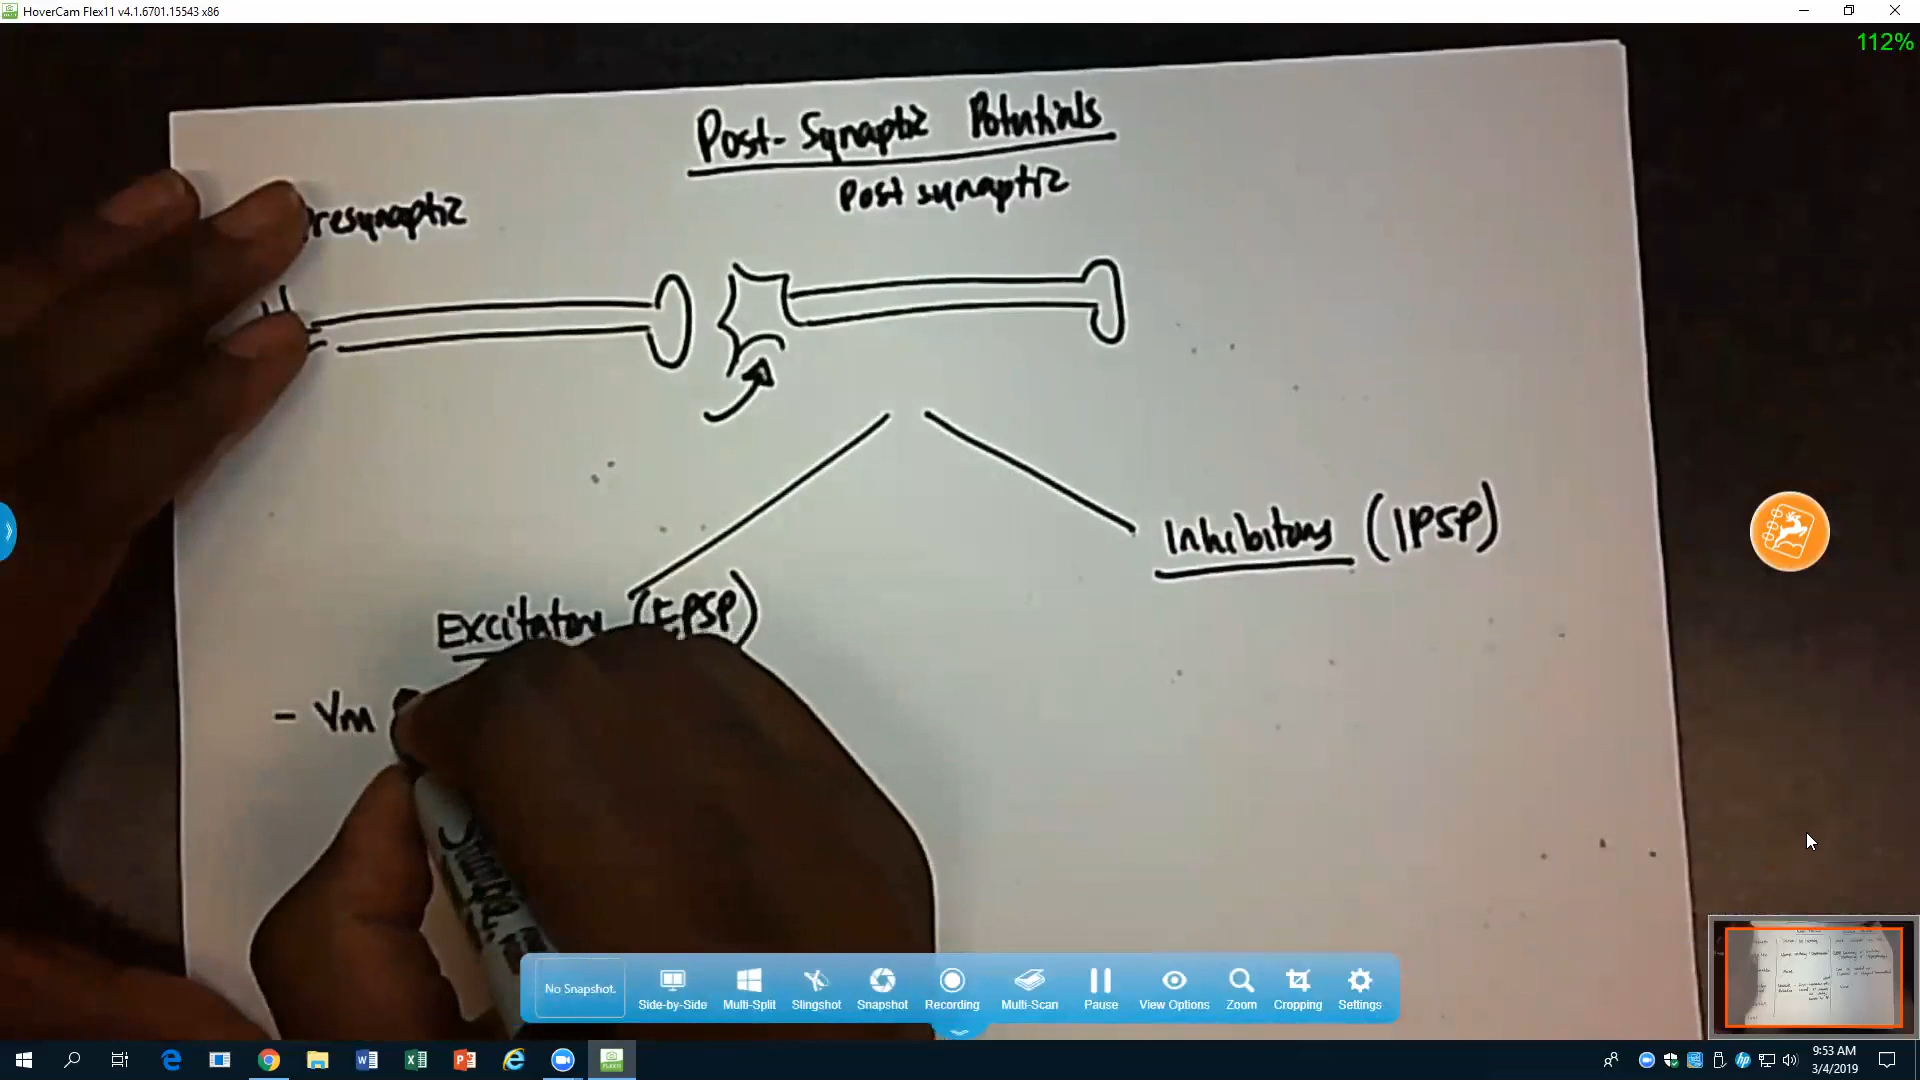 HoverCam Flex11 v4.1.6701.15543 x86
112%
Post-Synaptic Potentials
Post synaptic
resynaptic
Inhibitory (IPSP)
Excitatory (EPSP)
- Vm
No Snapshot.
Side-by-Side
Multi-Split
Slingshot
Snapshot
Recording
Multi-Scan
Pause
View Options
Zoom
Cropping
Settings
9:53 AM
3/4/2019